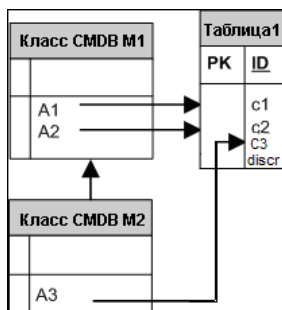 Класс CMDB M1
A1
A2
Таблица1
PK ID
c1
c2
C3
discr
Класс CMDB M2
A3